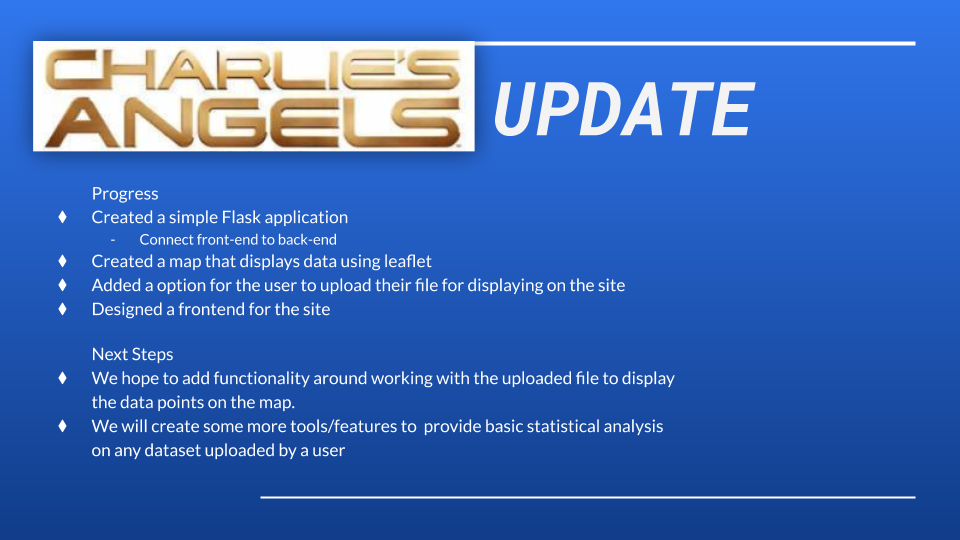 CHARLIE'S
ANGELS
UPDATE
Progress
♦ Created a simple Flask application
- Connect front-end to back-end
♦ Created a map that displays data using leaflet
♦ Added a option for the user to upload their file for displaying on the site
♦ Designed a frontend for the site
Next Steps
♦ We hope to add functionality around working with the uploaded file to display
the data points on the map.
♦ We will create some more tools/features to  provide basic statistical analysis
on any dataset uploaded by a user